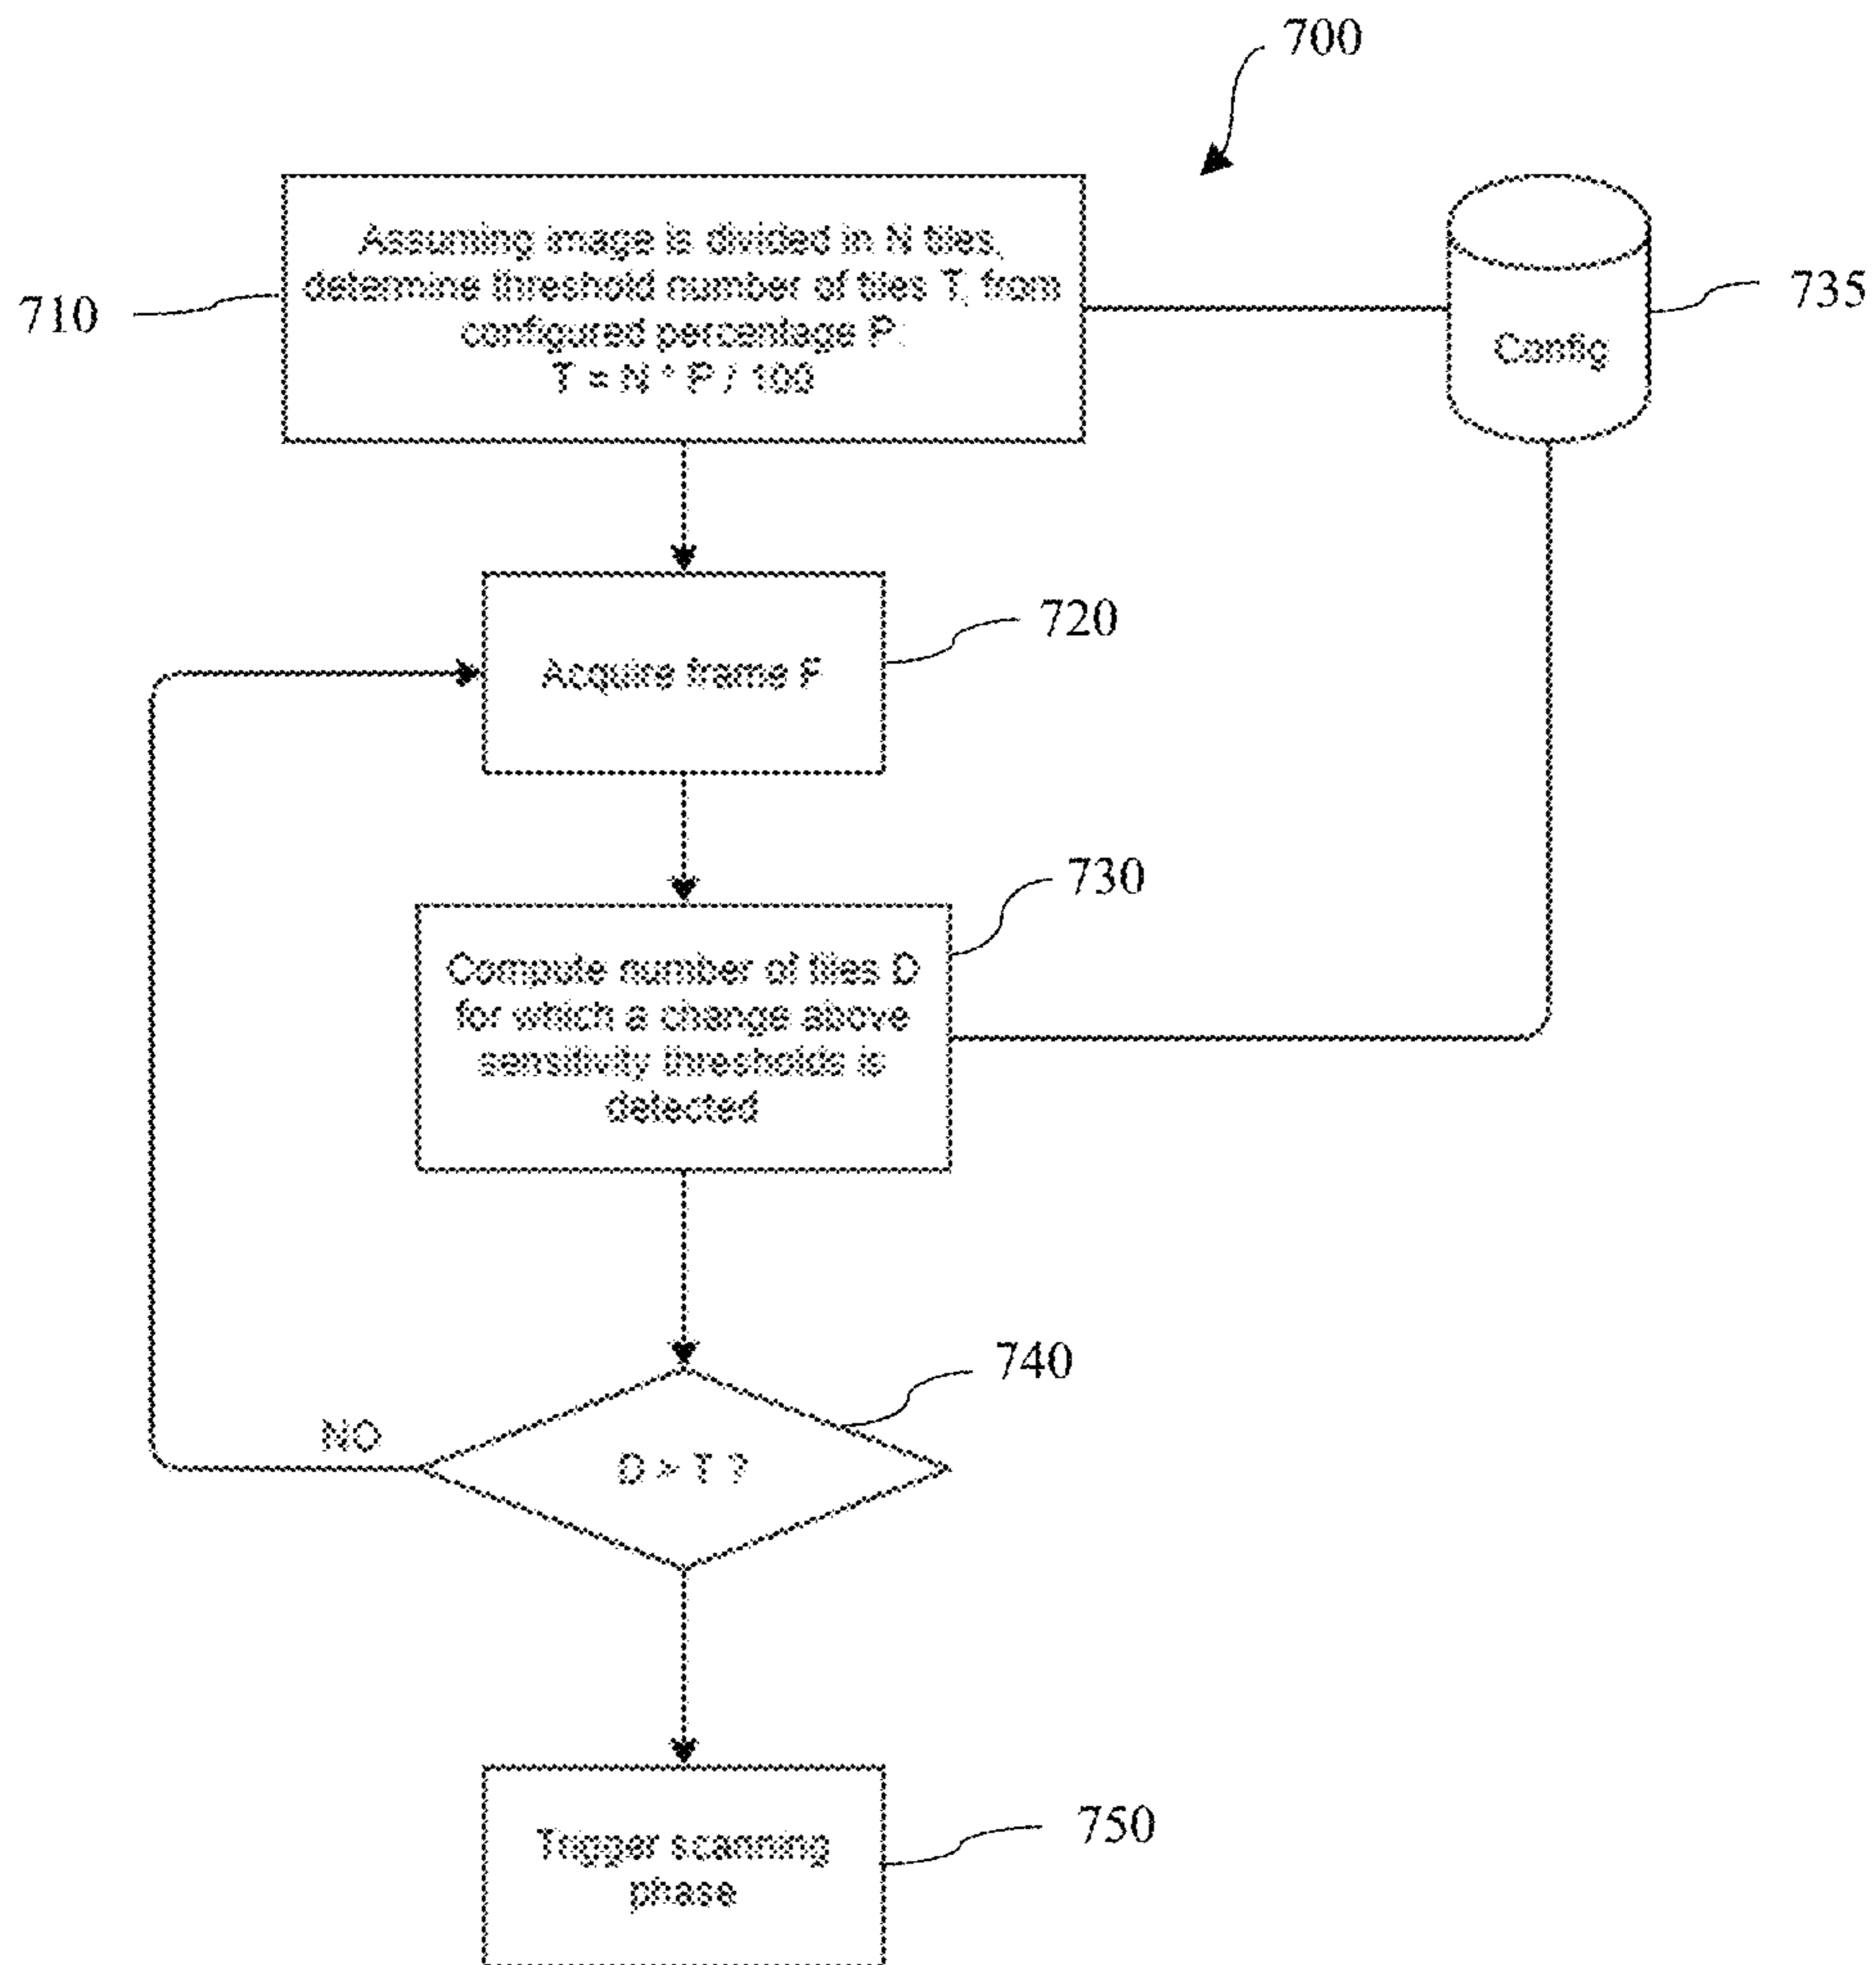 700
Assuming image is divided in N tiles,
determine threshold number of tiles T, from
configured percentage P:
T = N * P / 100
710
Config
735
720
Acquire frame F
730
Compute number of tiles D
for which a change above
sensitivity thresholds is
detected
740
NO
D > T ?
750
Trigger scanning
phase